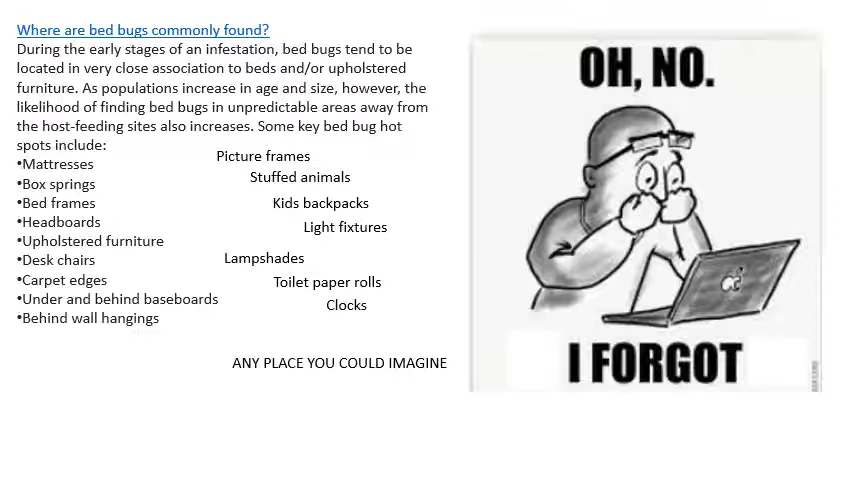 Where are bed bugs commonly found?
During the early stages of an infestation, bed bugs tend to be
located in very close association to beds and/or upholstered
furniture. As populations increase in age and size, however, the
likelihood of finding bed bugs in unpredictable areas away from
the host-feeding sites also increases. Some key bed bug hot
spots include:
•Mattresses
•Box springs
•Bed frames
•Headboards
•Upholstered furniture
•Desk chairs
•Carpet edges
•Under and behind baseboards
•Behind wall hangings
Picture frames
Stuffed animals
Kids backpacks
Light fixtures
Lampshades
Toilet paper rolls
Clocks
ANY PLACE YOU COULD IMAGINE
OH, NO.
I FORGOT